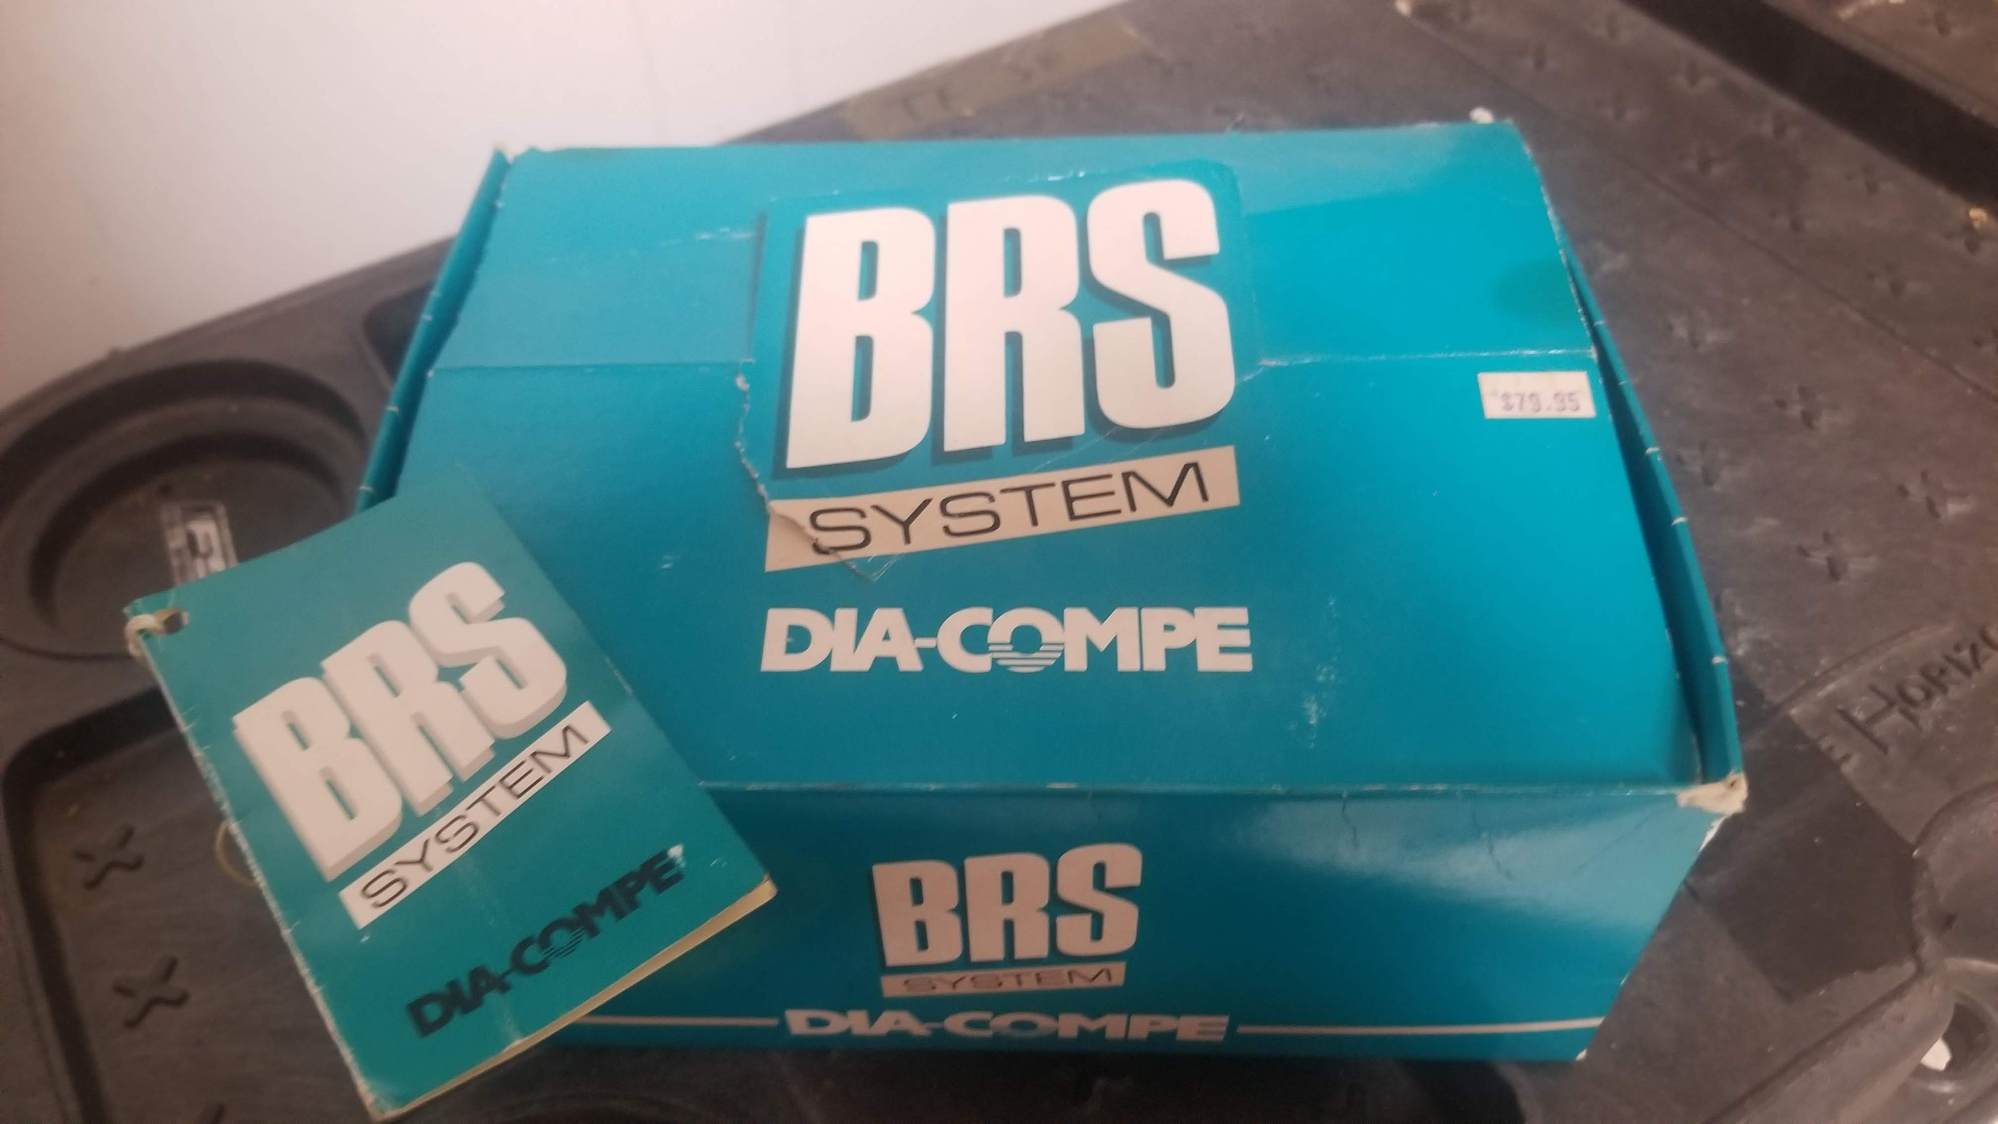 BRS
SYSTEM
DIA-COMPE
$79.95
BRS
SYSTEM
DIA-COMPE
BRS
SYSTEM
DIA-COMPE